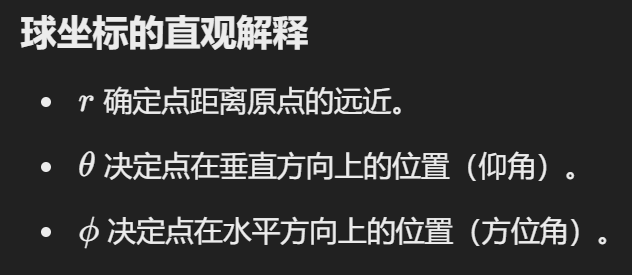 球坐标的直观解释
• r 确定点距离原点的远近。
• θ 决定点在垂直方向上的位置（仰角）。
• ϕ 决定点在水平方向上的位置（方位角）。